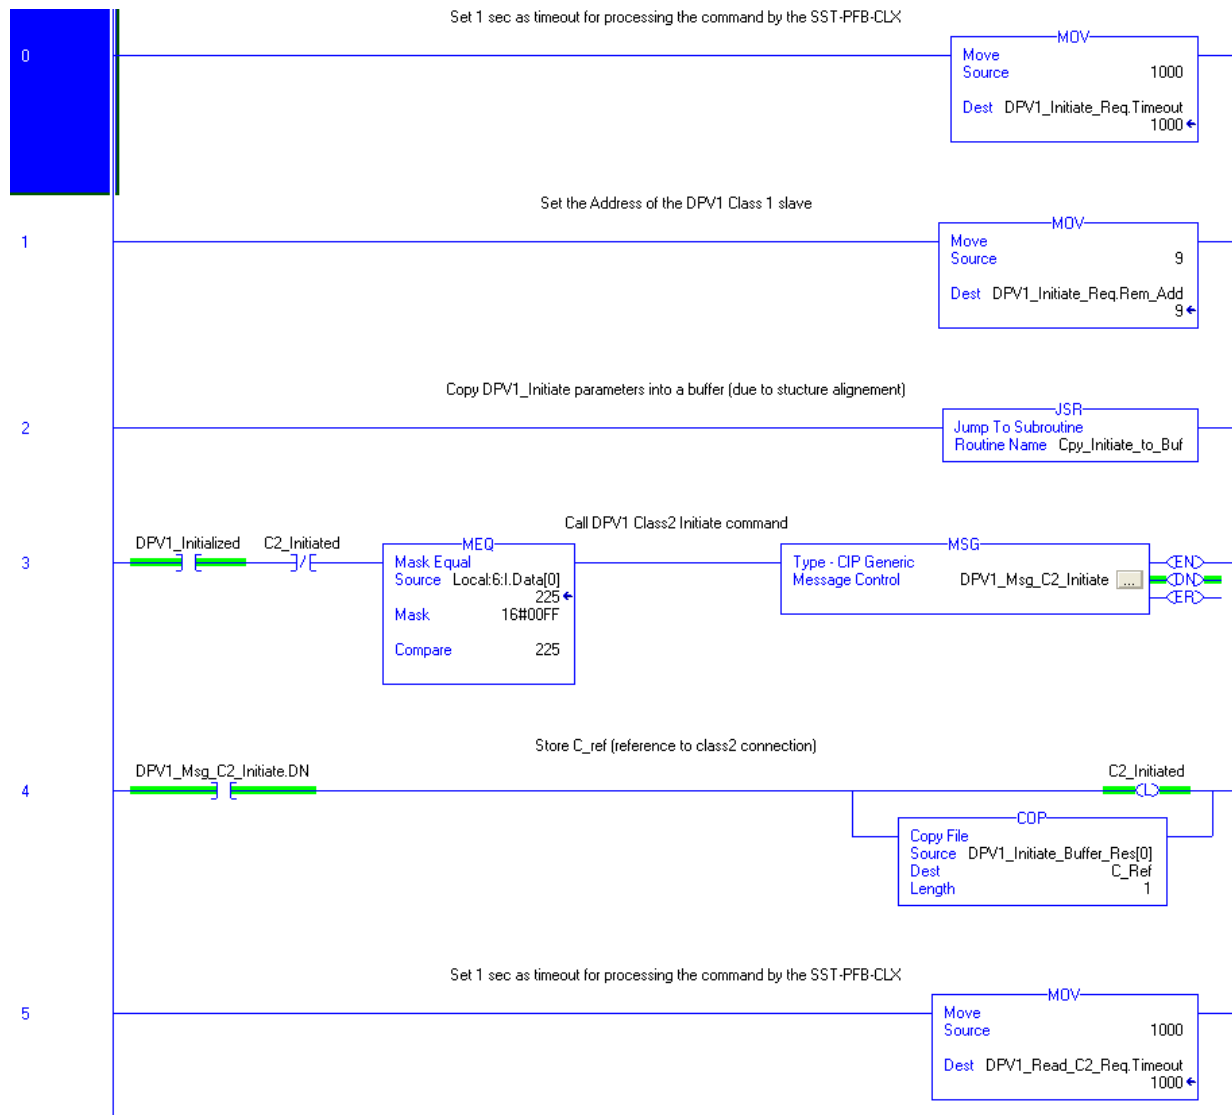 Set 1 sec as timeout for processing the command by the SST-PFB-CLX
0
MOV
Move
Source 1000
Dest DPV1_Initiate_Req.Timeout
1000
Set the Address of the DPV1 Class 1 slave
1
MOV
Move
Source 9
Dest DPV1_Initiate_Req.Rem_Add
9
Copy DPV1_Initiate parameters into a buffer (due to stucture alignement)
2
JSR
Jump To Subroutine
Routine Name Cpy_Initiate_to_Buf
Call DPV1 Class2 Initiate command
3
DPV1_Initialized
C2_Initiated
MEQ
Mask Equal
Source Local:6:I.Data[0]
225
Mask 16#00FF
Compare 225
MSG
Type - CIP Generic
Message Control DPV1_Msg_C2_Initiate ...
EN
DN
ER
Store C_ref (reference to class2 connection)
4
DPV1_Msg_C2_Initiate.DN
C2_Initiated
L
COP
Copy File
Source DPV1_Initiate_Buffer_Res[0]
Dest C_Ref
Length 1
Set 1 sec as timeout for processing the command by the SST-PFB-CLX
5
MOV
Move
Source 1000
Dest DPV1_Read_C2_Req.Timeout
1000